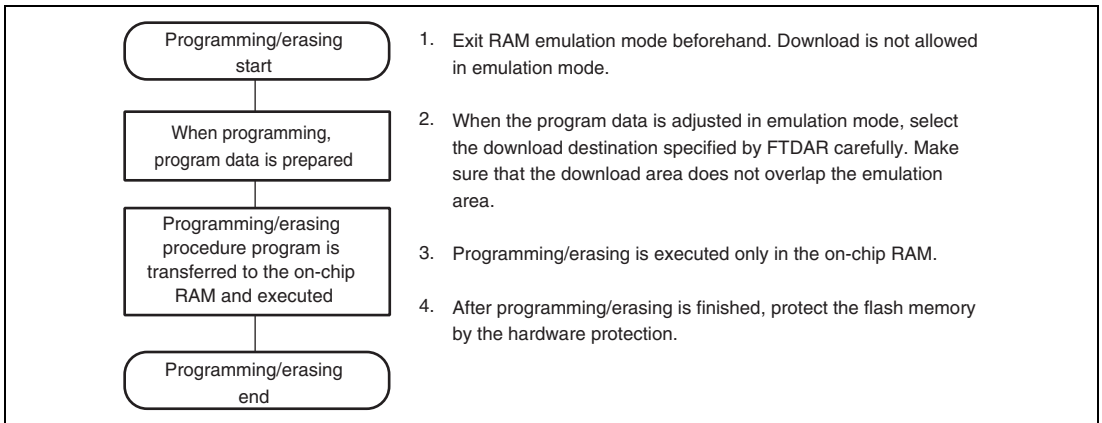 Programming/erasing
start
When programming,
program data is prepared
Programming/erasing
procedure program is
transferred to the on-chip
RAM and executed
Programming/erasing
end
1. Exit RAM emulation mode beforehand. Download is not allowed
in emulation mode.
2. When the program data is adjusted in emulation mode, select
the download destination specified by FTDAR carefully. Make
sure that the download area does not overlap the emulation
area.
3. Programming/erasing is executed only in the on-chip RAM.
4. After programming/erasing is finished, protect the flash memory
by the hardware protection.